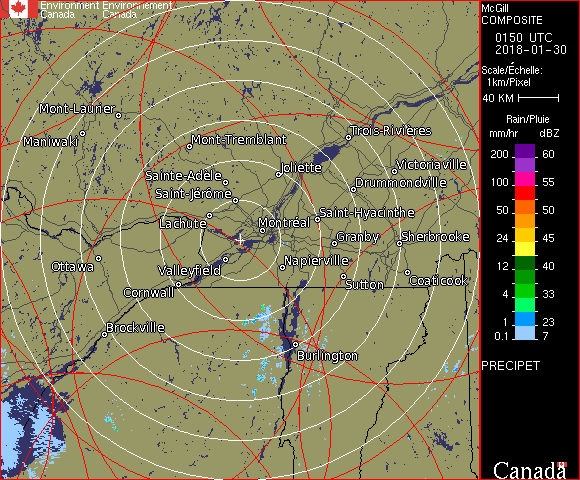 Environment Environnement
Canada Canada
McGill
COMPOSITE
0150 UTC
2018-01-30
Scale/Échelle:
1km/Pixel
40 KM
Rain/Pluie
mm/hr dBZ
200 60
55
100 55
50 50
24 45
12 40
4 33
1 23
0.1 7
PRECIPET
Mont-Laurier
Maniwaki
Mont-Tremblant
Trois-Rivières
Sainte-Adèle
Joliette
Victoriaville
Saint-Jérôme
Drummondville
Lachute
Montréal
Saint-Hyacinthe
Granby
Sherbrooke
Ottawa
Valleyfield
Napierville
Cornwall
Sutton
Coaticook
Brockville
Burlington
Canada